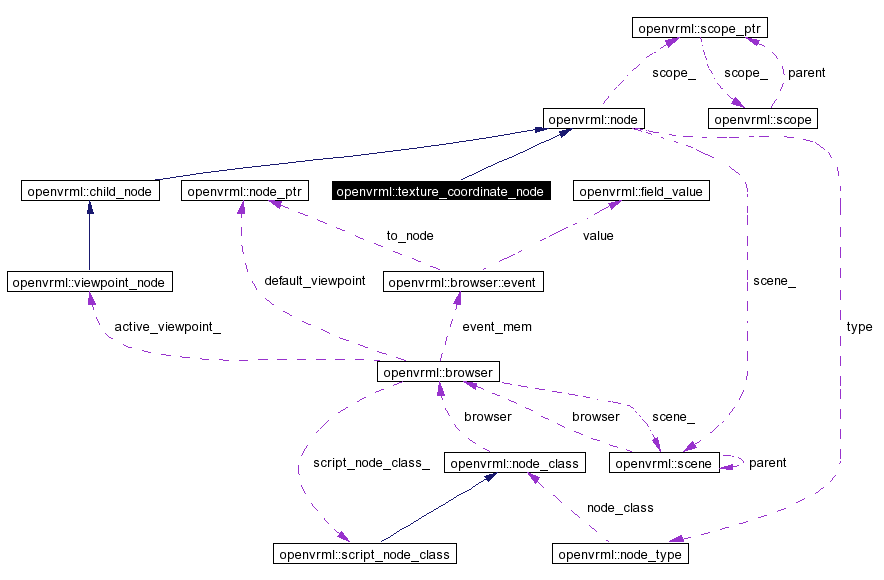 openvrml::scope_ptr
scope_
scope_
parent
openvrml::node
openvrml::scope
openvrml::child_node
openvrml::node_ptr
openvrml::texture_coordinate_node
openvrml::field_value
to_node
value
openvrml::viewpoint_node
default_viewpoint
openvrml::browser::event
scene_
active_viewpoint_
event_mem
type
openvrml::browser
browser
browser
scene_
script_node_class_
openvrml::node_class
openvrml::scene
parent
node_class
openvrml::script_node_class
openvrml::node_type